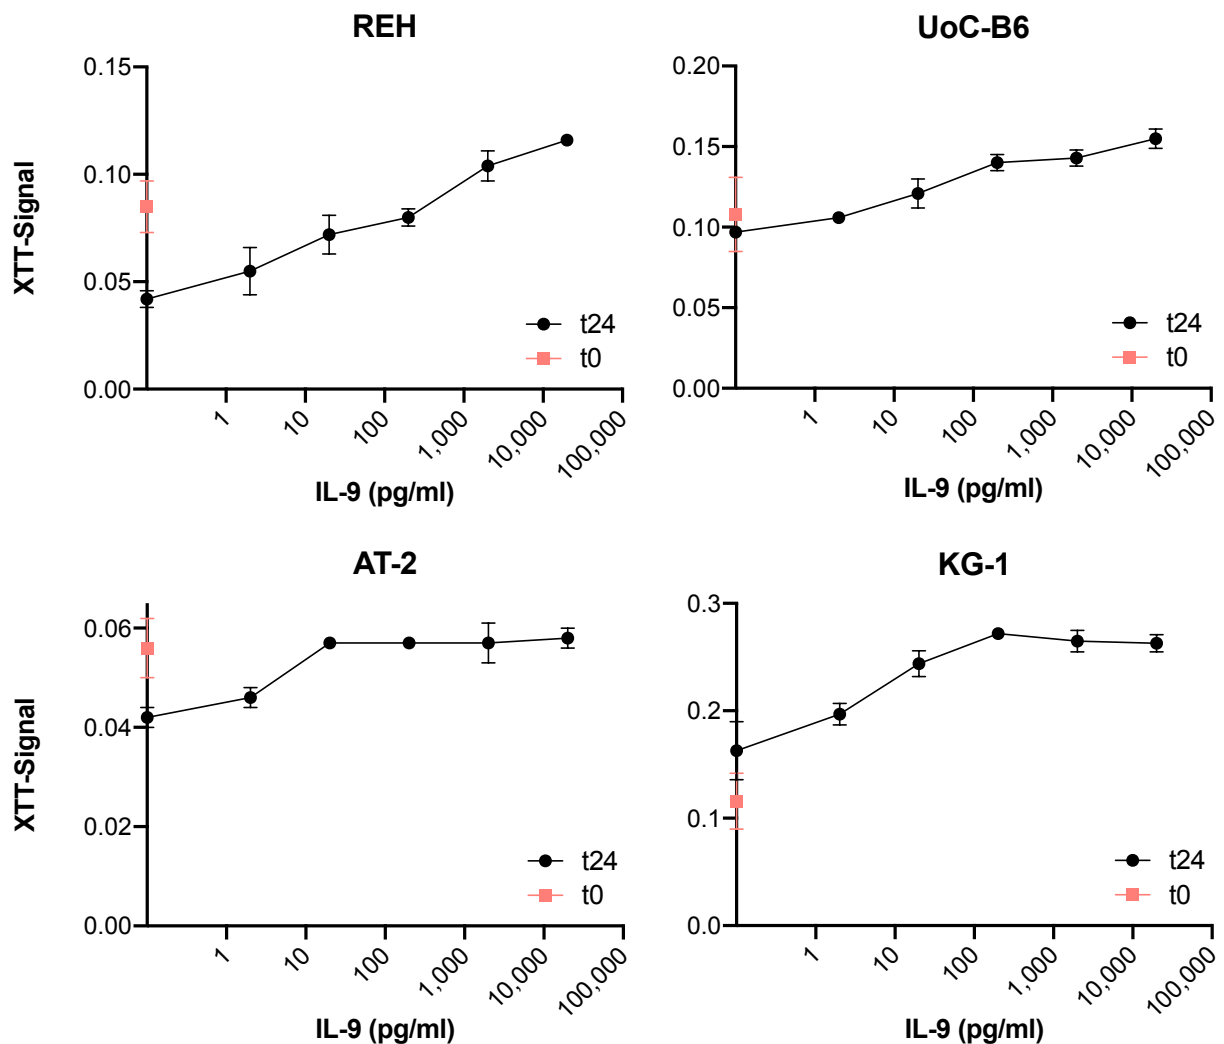 REH
XTT-Signal
0.15
0.10
0.05
0.00
t24
t0
1
10
100
1,000
10,000
100,000
IL-9 (pg/ml)
UoC-B6
0.20
0.15
0.10
0.05
0.00
t24
t0
1
10
100
1,000
10,000
100,000
IL-9 (pg/ml)
AT-2
XTT-Signal
0.06
0.04
0.02
0.00
t24
t0
1
10
100
1,000
10,000
100,000
IL-9 (pg/ml)
KG-1
0.3
0.2
0.1
0.0
t24
t0
1
10
100
1,000
10,000
100,000
IL-9 (pg/ml)